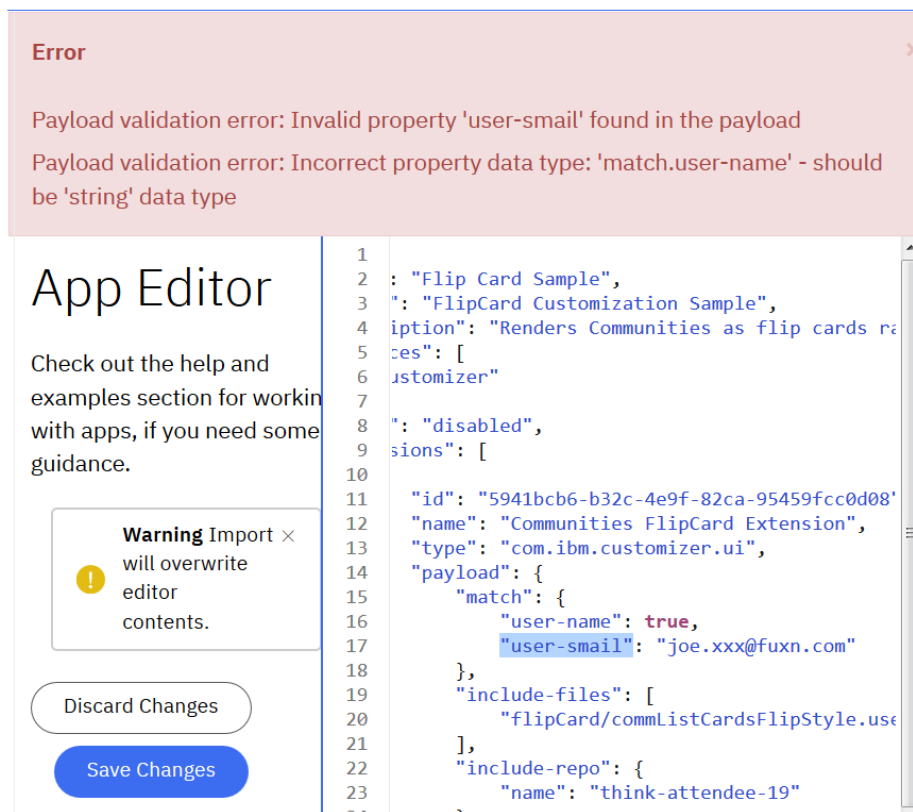 Error
Payload validation error: Invalid property 'user-smail' found in the payload
Payload validation error: Incorrect property data type: 'match.user-name' - should
be 'string' data type
App Editor
Check out the help and
examples section for workin
with apps, if you need some
guidance.
Warning Import ×
will overwrite
editor
contents.
Discard Changes
Save Changes
1
2 : "Flip Card Sample",
3 ": "FlipCard Customization Sample",
4 iption": "Renders Communities as flip cards ra
5 ces": [
6 ustomizer"
7
8 ": "disabled",
9 sions": [
10
11 "id": "5941bcb6-b32c-4e9f-82ca-95459fcc0d08"
12 "name": "Communities FlipCard Extension",
13 "type": "com.ibm.customizer.ui",
14 "payload": {
15 "match": {
16 "user-name": true,
17 "user-smail": "joe.xxx@fuxn.com"
18 },
19 "include-files": [
20 "flipCard/commListCardsFlipStyle.use
21 ],
22 "include-repo": {
23 "name": "think-attendee-19"